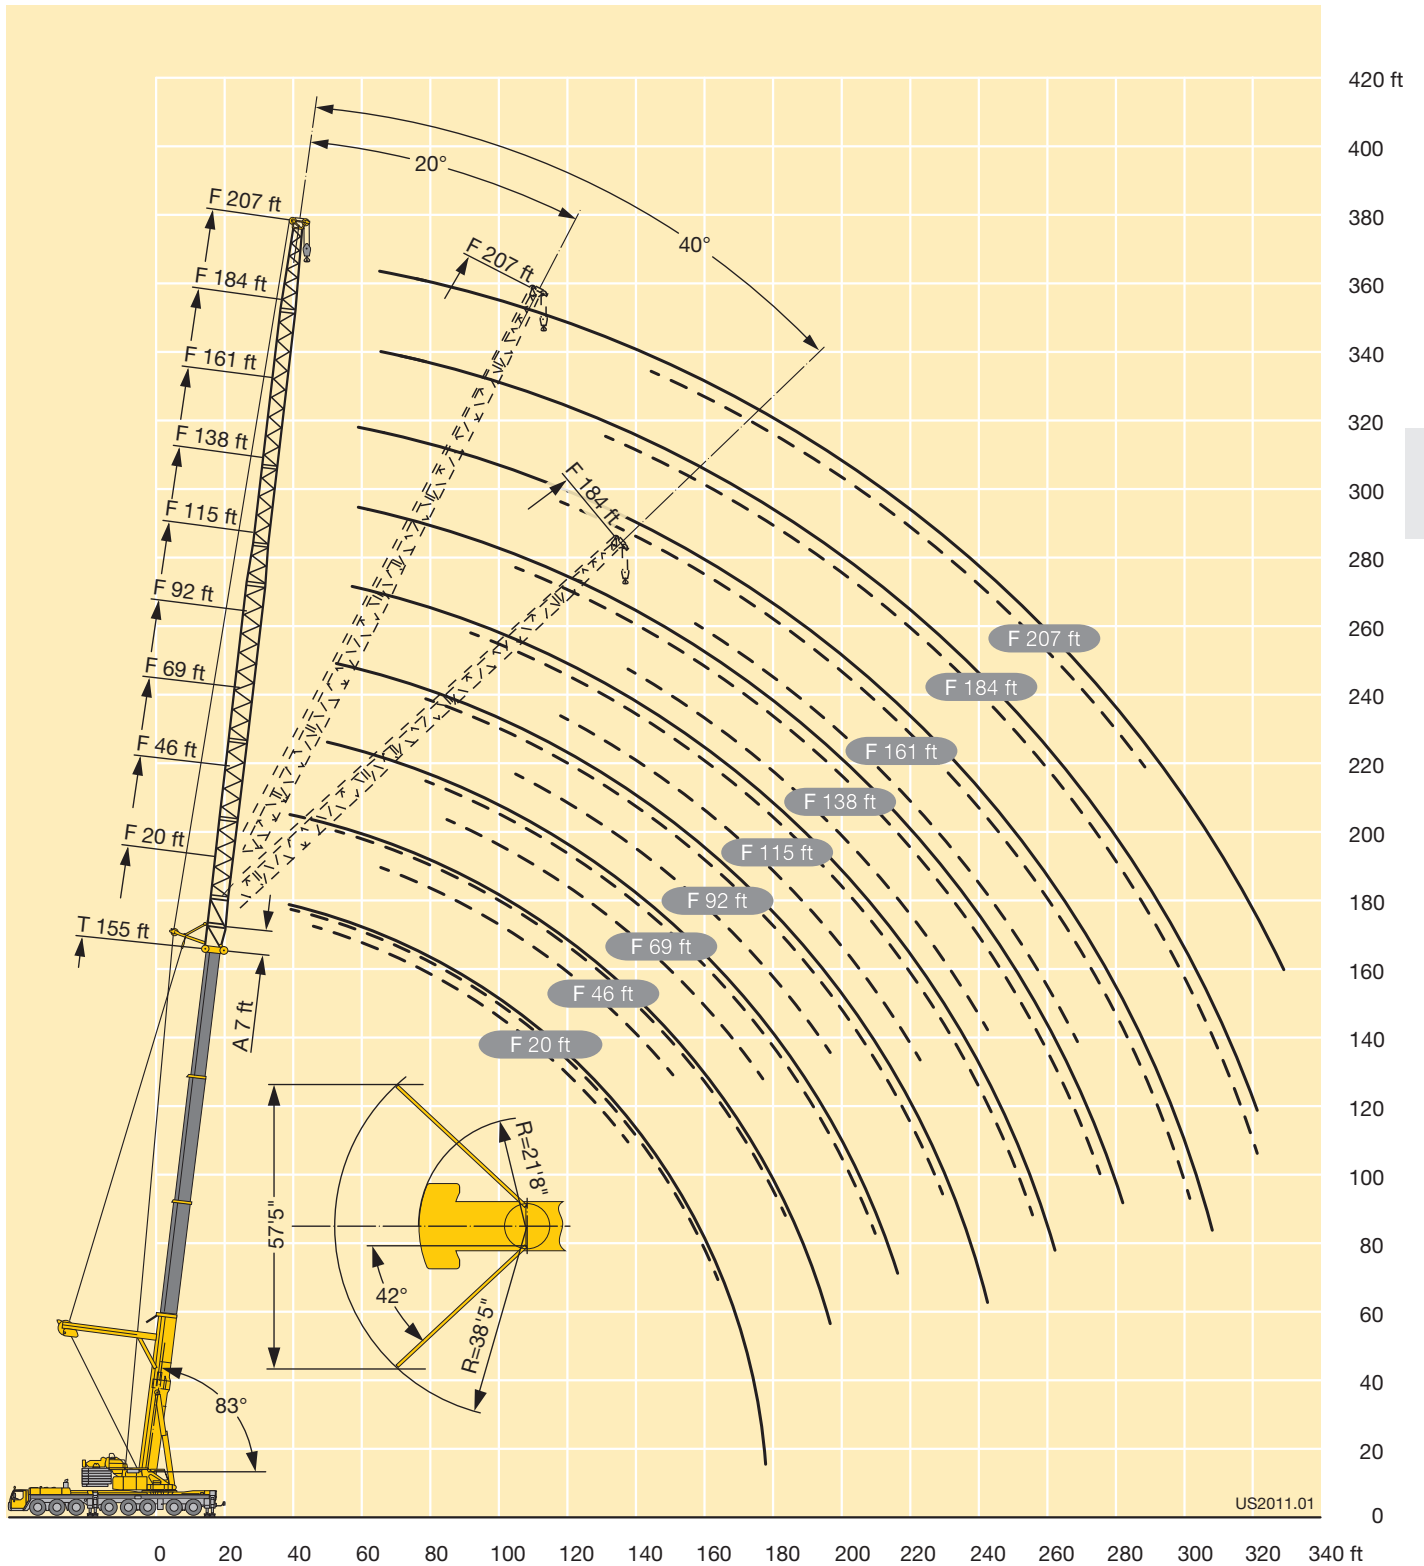 420 ft
400
380
360
340
320
300
280
260
240
220
200
180
160
140
120
100
80
60
40
20
0
20°
40°
F 207 ft
F 184 ft
F 161 ft
F 138 ft
F 115 ft
F 92 ft
F 69 ft
F 46 ft
F 20 ft
T 155 ft
A 7 ft
F 207 ft
F 184 ft
F 207 ft
F 184 ft
F 161 ft
F 138 ft
F 115 ft
F 92 ft
F 69 ft
F 46 ft
F 20 ft
57'5"
R=21'8"
42°
R=38'5"
83°
US2011.01
0 20 40 60 80 100 120 140 160 180 200 220 240 260 280 300 320 340 ft